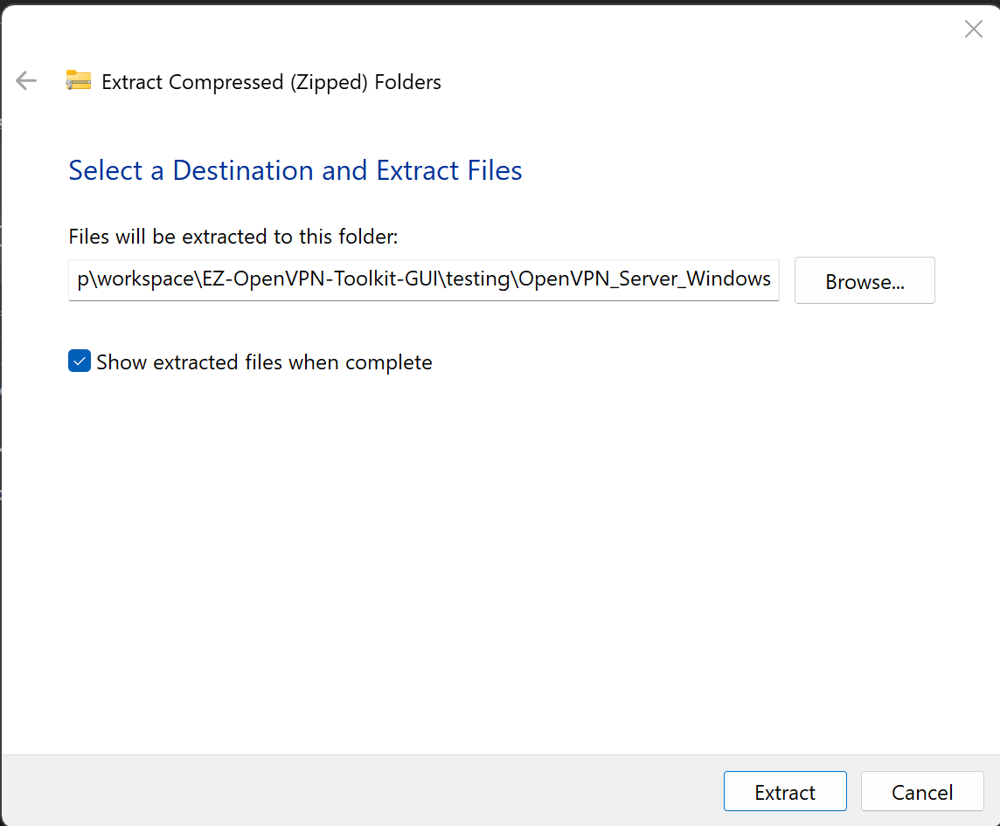 Extract Compressed (Zipped) Folders
Select a Destination and Extract Files
Files will be extracted to this folder:
p\workspace\EZ-OpenVPN-Toolkit-GUI\testing\OpenVPN_Server_Windows
Browse...
Show extracted files when complete
Extract
Cancel